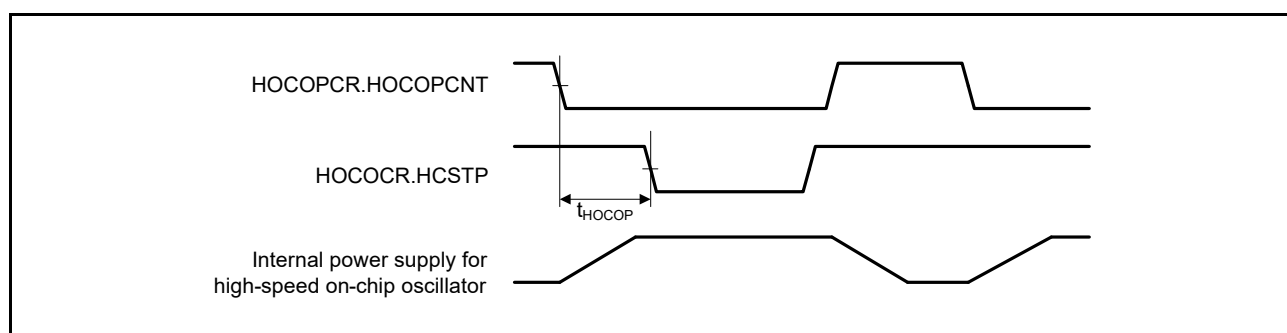 HOCOPCR.HOCOPCNT
HOCOCR.HCSTP
tHOCOP
Internal power supply for
high-speed on-chip oscillator